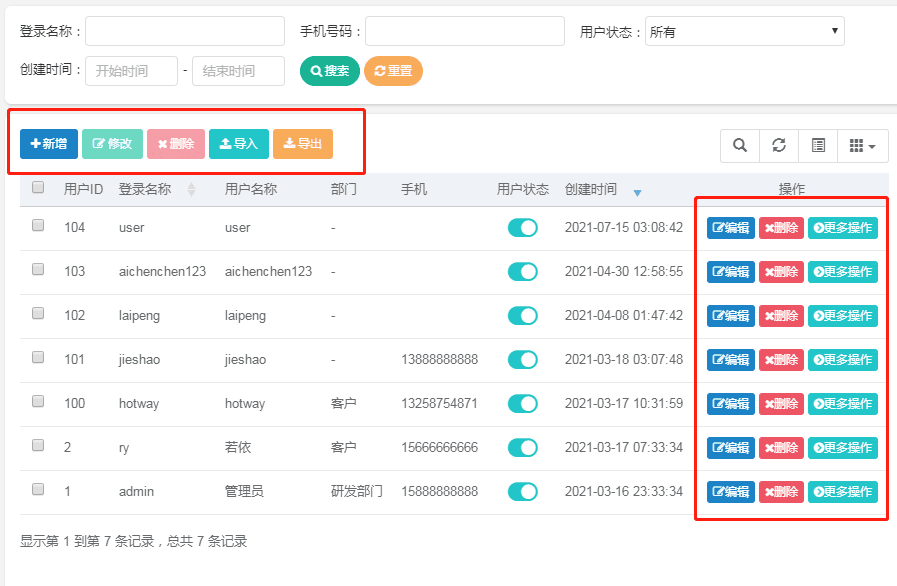 登录名称： 手机号码： 用户状态： 所有
创建时间： 开始时间 - 结束时间 搜索 重置
新增 修改 删除 导入 导出
用户ID 登录名称 用户名称 部门 手机 用户状态 创建时间 操作
104 user user - 2021-07-15 03:08:42 编辑 删除 更多操作
103 aichenchen123 aichenchen123 - 2021-04-30 12:58:55 编辑 删除 更多操作
102 laipeng laipeng - 2021-04-08 01:47:42 编辑 删除 更多操作
101 jieshao jieshao - 13888888888 2021-03-18 03:07:48 编辑 删除 更多操作
100 hotway hotway 客户 13258754871 2021-03-17 10:31:59 编辑 删除 更多操作
2 ry 若依 客户 15666666666 2021-03-17 07:33:34 编辑 删除 更多操作
1 admin 管理员 研发部门 15888888888 2021-03-16 23:33:34 编辑 删除 更多操作
显示第 1 到第 7 条记录，总共 7 条记录